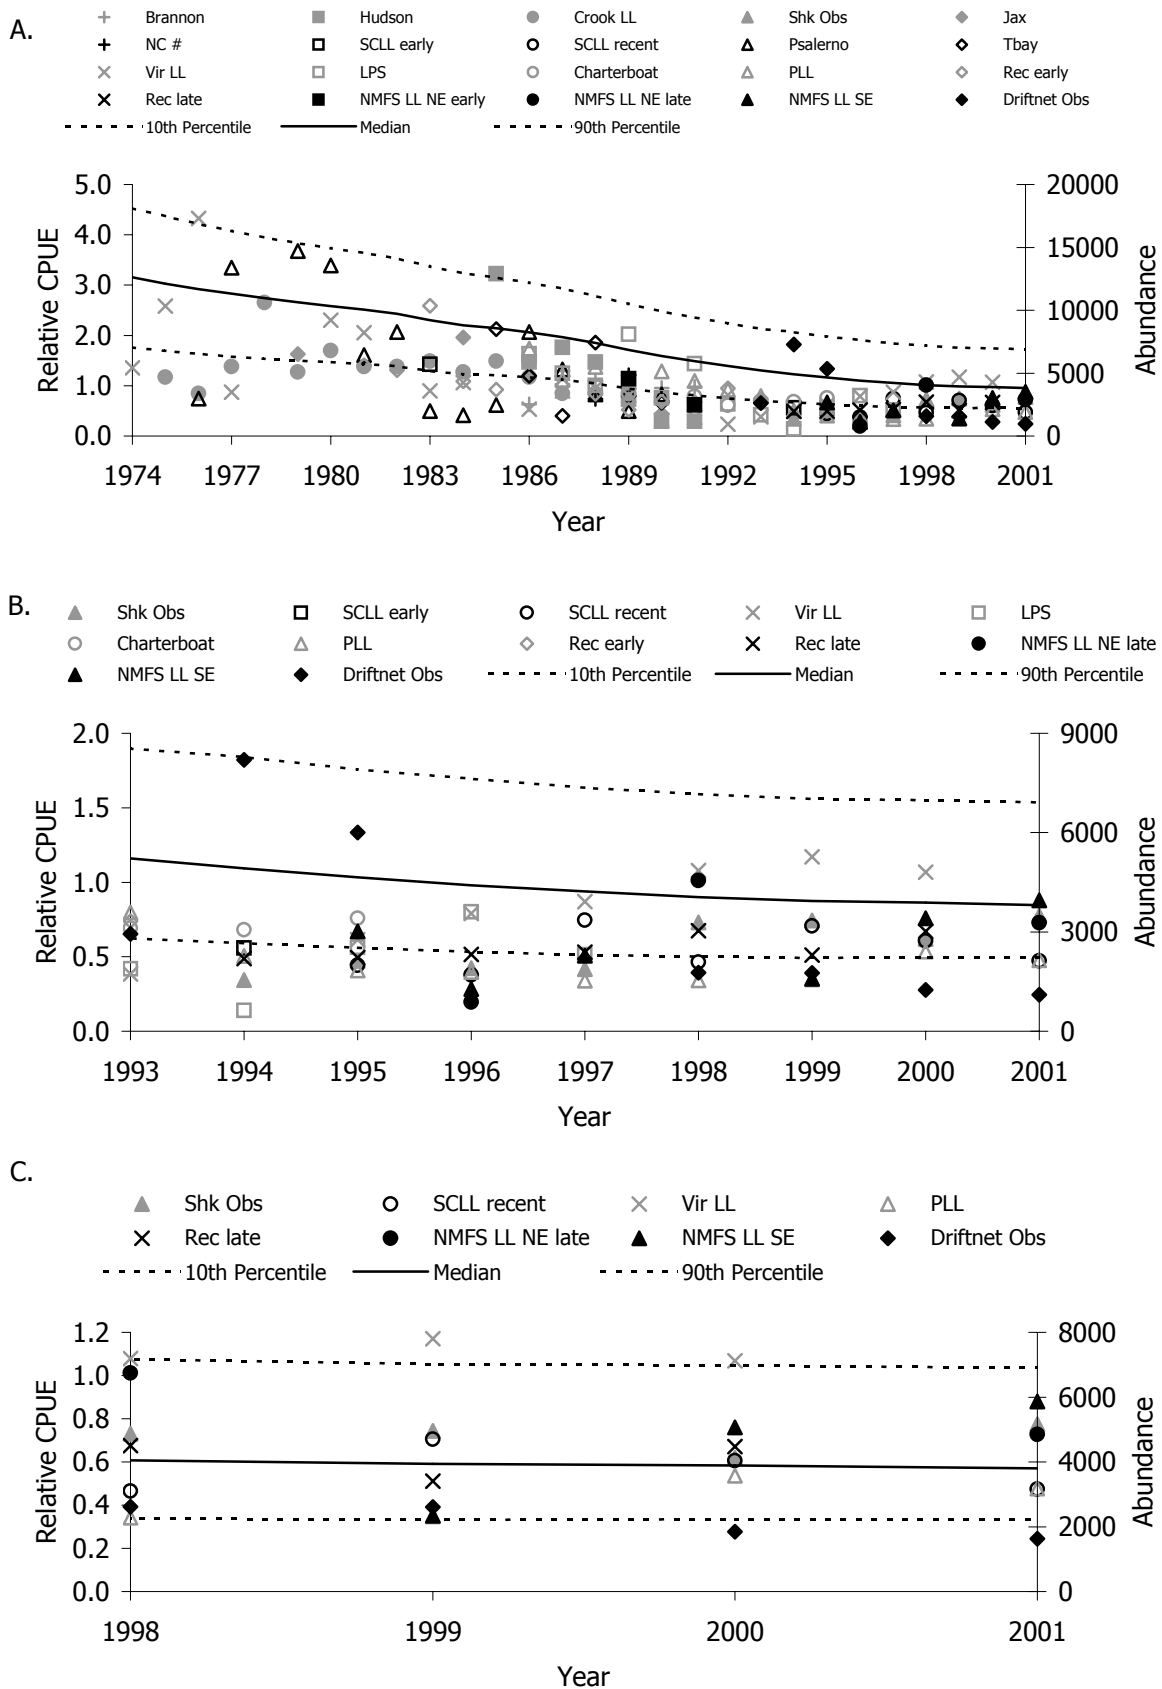 A.
Brannon Hudson Crook LL Shk Obs Jax
NC # SCLL early SCLL recent Psalerno Tbay
Vir LL LPS Charterboat PLL Rec early
Rec late NMFS LL NE early NMFS LL NE late NMFS LL SE Driftnet Obs
10th Percentile Median 90th Percentile
5.0 20000
4.0 15000
3.0 10000
2.0
1.0 5000
0.0 0
Relative CPUE
Abundance
1974 1977 1980 1983 1986 1989 1992 1995 1998 2001
Year
B.
Shk Obs SCLL early SCLL recent Vir LL LPS
Charterboat PLL Rec early Rec late NMFS LL NE late
NMFS LL SE Driftnet Obs 10th Percentile Median 90th Percentile
2.0 9000
1.5 6000
1.0
0.5 3000
0.0 0
Relative CPUE
Abundance
1993 1994 1995 1996 1997 1998 1999 2000 2001
Year
C.
Shk Obs SCLL recent Vir LL PLL
Rec late NMFS LL NE late NMFS LL SE Driftnet Obs
10th Percentile Median 90th Percentile
1.2 8000
1.0 6000
0.8
0.6 4000
0.4 2000
0.2
0.0 0
Relative CPUE
Abundance
1998 1999 2000 2001
Year